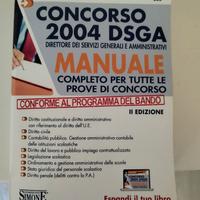 CONCORSO
2004 DSGA
DIRETTORE DEI SERVIZI GENERALI E AMMINISTRATIVI
MANUALE
COMPLETO PER TUTTE LE
PROVE DI CONCORSO
CONFORME AL PROGRAMMA DEL BANDO
II EDIZIONE
Diritto costituzionale e diritto amministrativo
con riferimento al diritto dell'U.E.
Diritto civile
Contabilità pubblica. Gestione amministrativo contabile
delle istituzioni scolastiche
Diritto del lavoro e pubblico impiego contrattualizzato
Legislazione scolastica
Ordinamento e gestione amministrativa delle scuole
Stato giuridico del personale scolastico
Diritto penale (delitti contro la P.A.)
SIMONE
Espandi il tuo libro